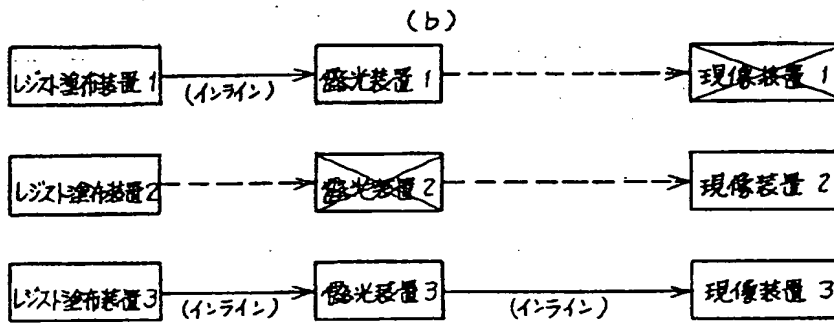 (b)
レジスト塗布装置1
(インライン)
露光装置1
現像装置1
レジスト塗布装置2
露光装置2
現像装置2
レジスト塗布装置3
(インライン)
露光装置3
(インライン)
現像装置3